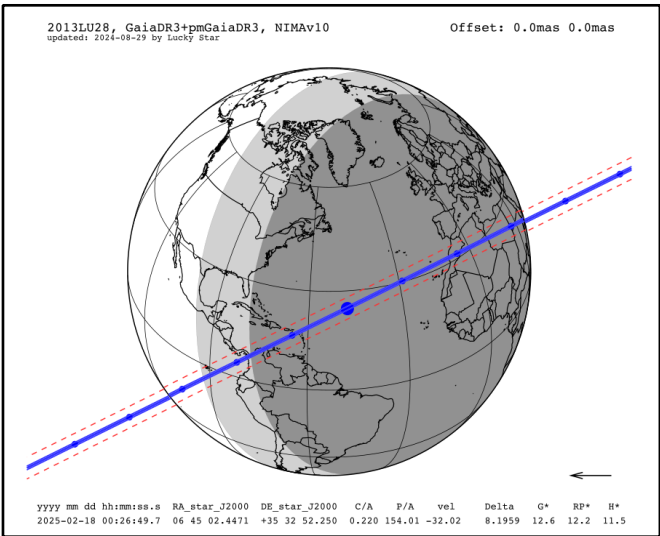 2013LU28, GaiaDR3+pmGaiaDR3, NIMAv10 Offset: 0.0mas 0.0mas
updated: 2024-08-29 by Lucky Star
yyyy mm dd hh:mm:ss.s RA_star_J2000 DE_star_J2000 C/A P/A vel Delta G* RP* H*
2025-02-18 00:26:49.7 06 45 02.4471 +35 32 52.250 0.220 154.01 -32.02 8.1959 12.6 12.2 11.5